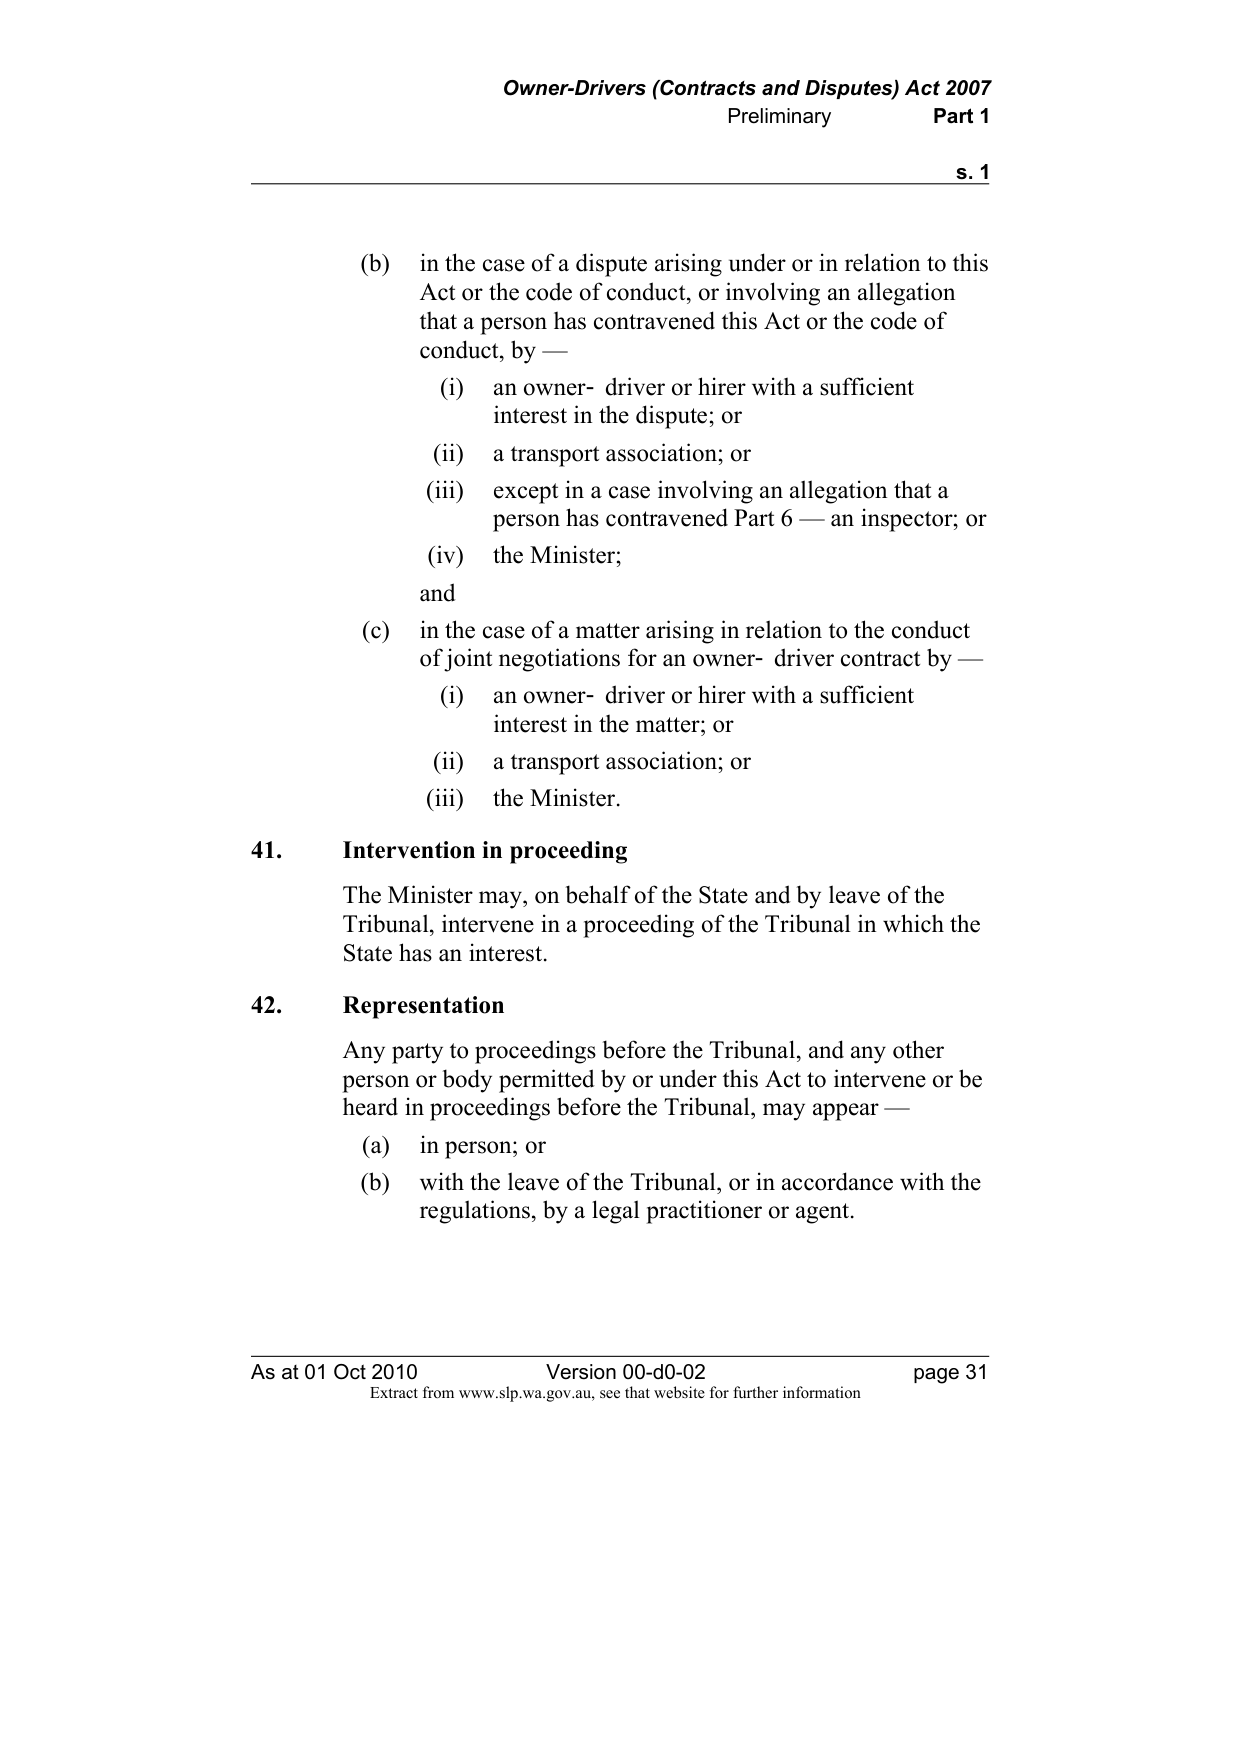 Owner-Drivers (Contracts and Disputes) Act 2007
Preliminary Part 1
s. 1
(b) in the case of a dispute arising under or in relation to this
Act or the code of conduct, or involving an allegation
that a person has contravened this Act or the code of
conduct, by —
(i) an owner- driver or hirer with a sufficient
interest in the dispute; or
(ii) a transport association; or
(iii) except in a case involving an allegation that a
person has contravened Part 6 — an inspector; or
(iv) the Minister;
and
(c) in the case of a matter arising in relation to the conduct
of joint negotiations for an owner- driver contract by —
(i) an owner- driver or hirer with a sufficient
interest in the matter; or
(ii) a transport association; or
(iii) the Minister.
41. Intervention in proceeding
The Minister may, on behalf of the State and by leave of the
Tribunal, intervene in a proceeding of the Tribunal in which the
State has an interest.
42. Representation
Any party to proceedings before the Tribunal, and any other
person or body permitted by or under this Act to intervene or be
heard in proceedings before the Tribunal, may appear —
(a) in person; or
(b) with the leave of the Tribunal, or in accordance with the
regulations, by a legal practitioner or agent.
As at 01 Oct 2010 Version 00-d0-02 page 31
Extract from www.slp.wa.gov.au, see that website for further information